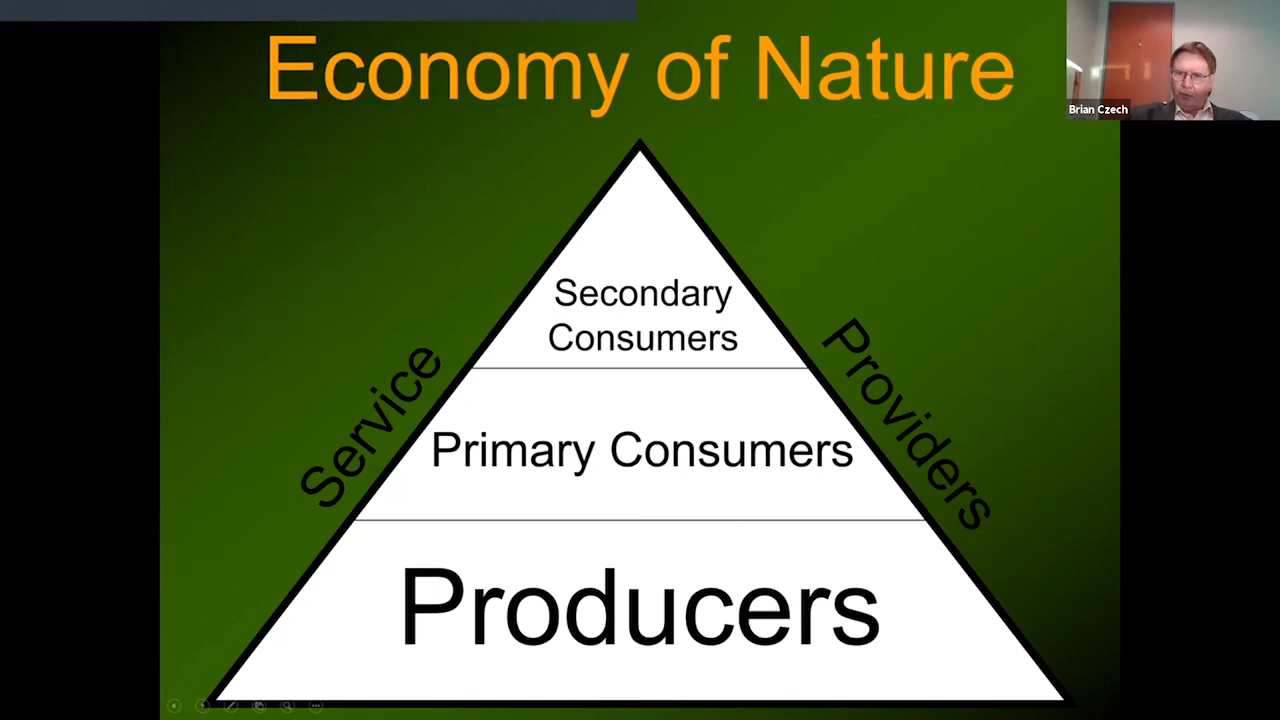 Economy of Nature
Brian Czech
Secondary
Consumers
Service
Providers
Primary Consumers
Producers